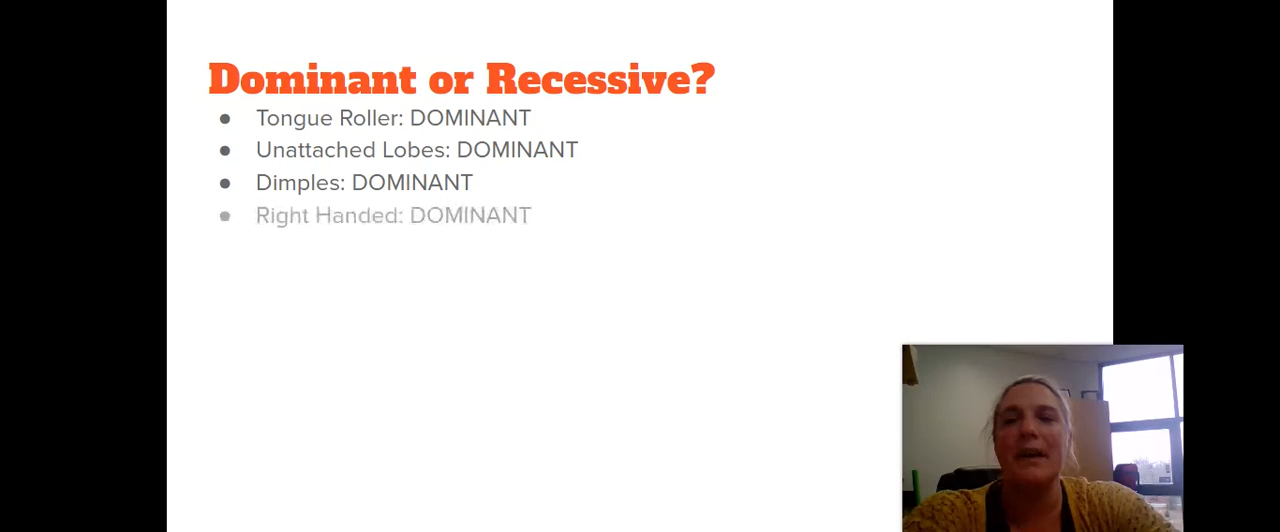 Dominant or Recessive?
● Tongue Roller: DOMINANT
● Unattached Lobes: DOMINANT
● Dimples: DOMINANT
● Right Handed: DOMINANT